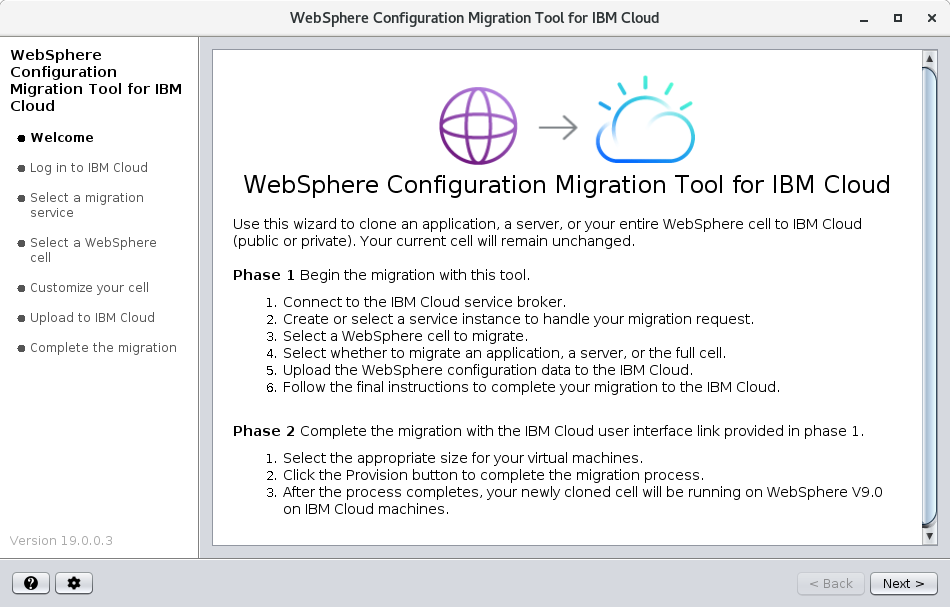 WebSphere Configuration Migration Tool for IBM Cloud
WebSphere
Configuration
Migration Tool for IBM
Cloud
Welcome
Log in to IBM Cloud
Select a migration
service
Select a WebSphere
cell
Customize your cell
Upload to IBM Cloud
Complete the migration
Version 19.0.0.3
WebSphere Configuration Migration Tool for IBM Cloud
Use this wizard to clone an application, a server, or your entire WebSphere cell to IBM Cloud
(public or private). Your current cell will remain unchanged.
Phase 1 Begin the migration with this tool.
1. Connect to the IBM Cloud service broker.
2. Create or select a service instance to handle your migration request.
3. Select a WebSphere cell to migrate.
4. Select whether to migrate an application, a server, or the full cell.
5. Upload the WebSphere configuration data to the IBM Cloud.
6. Follow the final instructions to complete your migration to the IBM Cloud.
Phase 2 Complete the migration with the IBM Cloud user interface link provided in phase 1.
1. Select the appropriate size for your virtual machines.
2. Click the Provision button to complete the migration process.
3. After the process completes, your newly cloned cell will be running on WebSphere V9.0
on IBM Cloud machines.
?
< Back
Next >